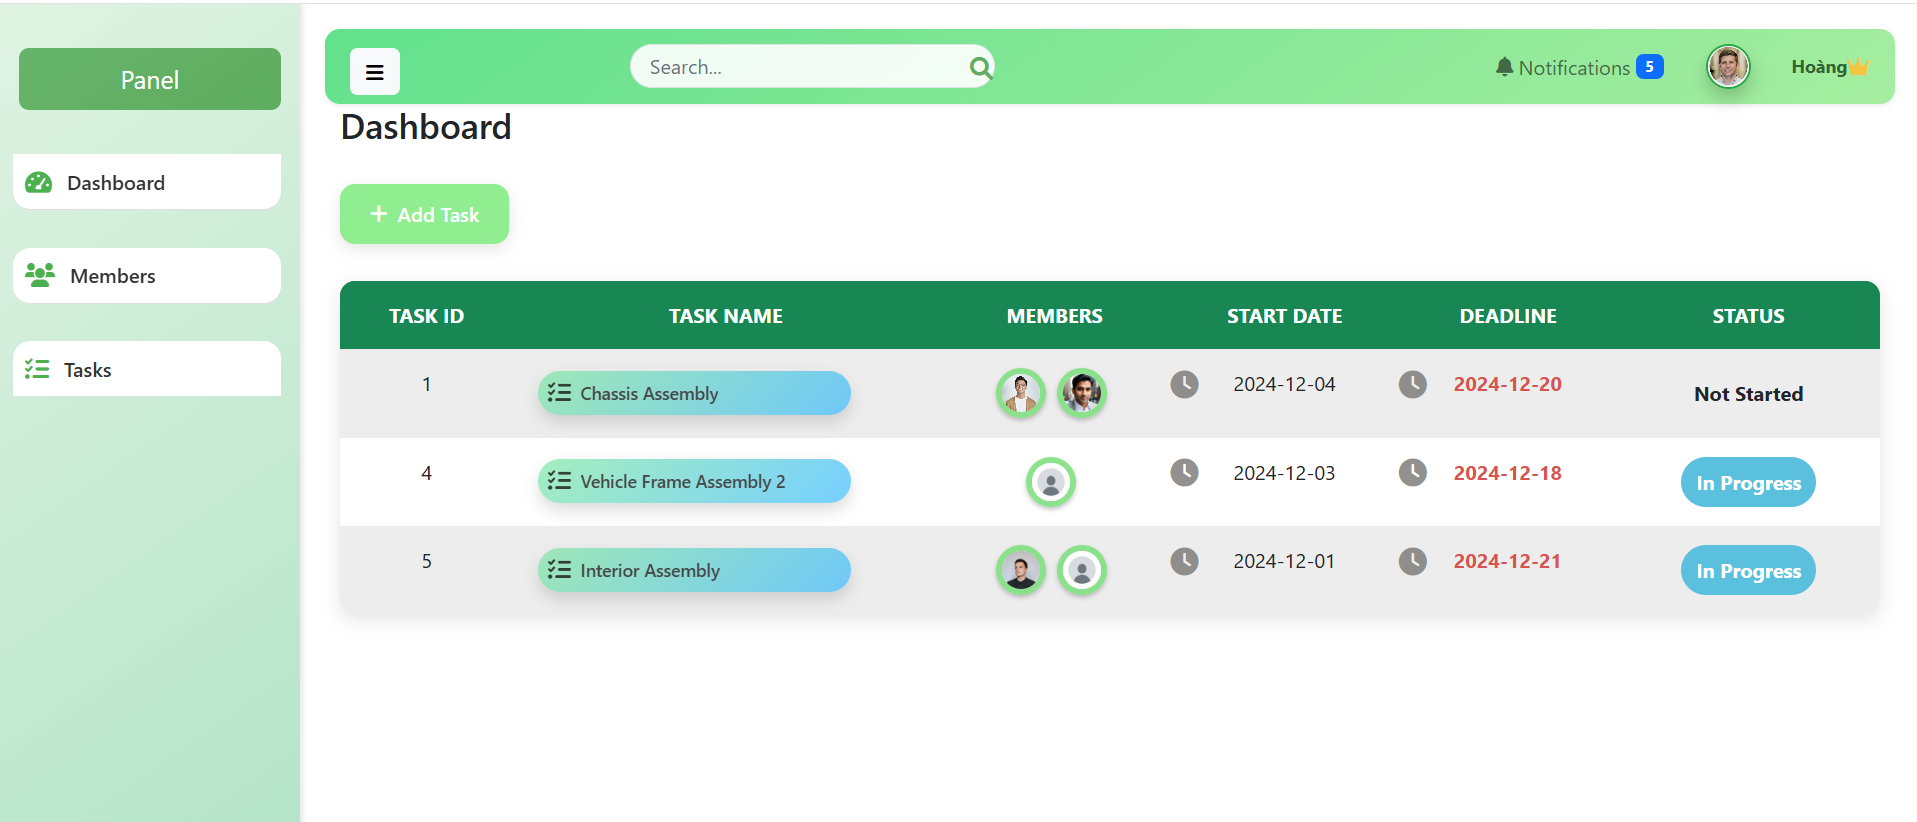 Panel
Dashboard
Members
Tasks
Search...
Notifications 5
Hoàng
Dashboard
+ Add Task
TASK ID TASK NAME MEMBERS START DATE DEADLINE STATUS
1 Chassis Assembly 2024-12-04 2024-12-20 Not Started
4 Vehicle Frame Assembly 2 2024-12-03 2024-12-18 In Progress
5 Interior Assembly 2024-12-01 2024-12-21 In Progress